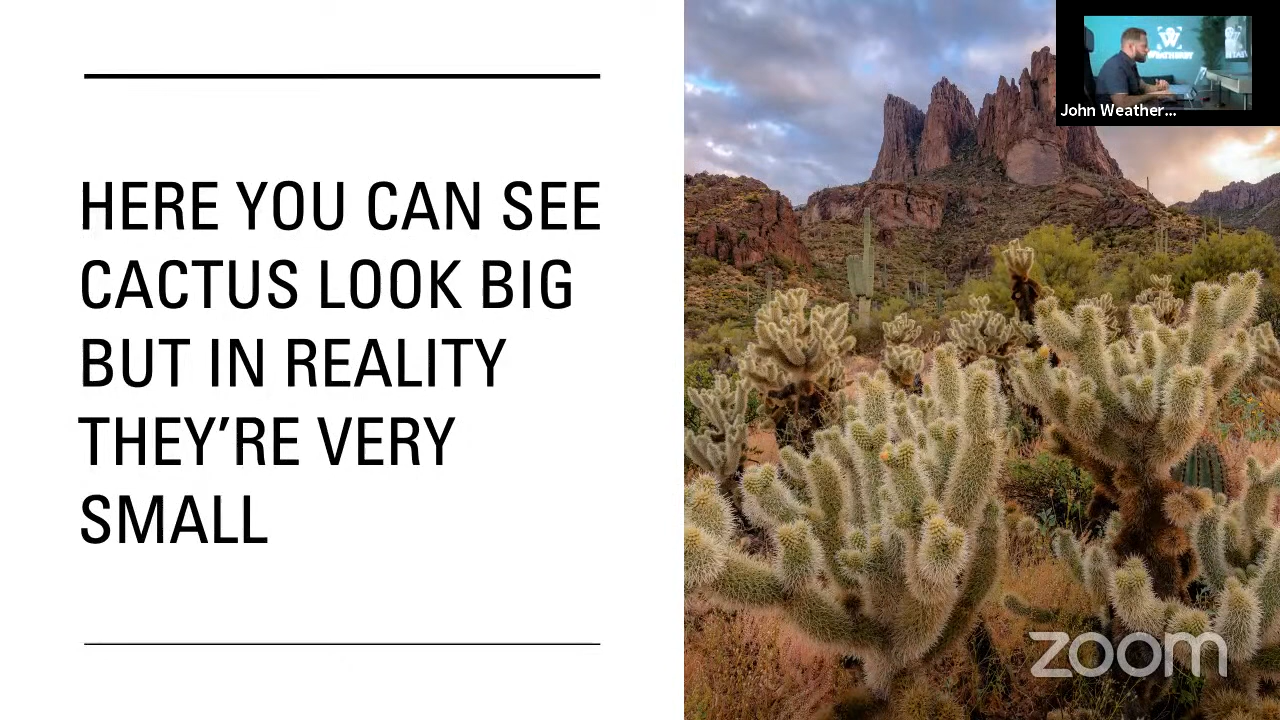 HERE YOU CAN SEE
CACTUS LOOK BIG
BUT IN REALITY
THEY’RE VERY
SMALL
John Weather...
zoom